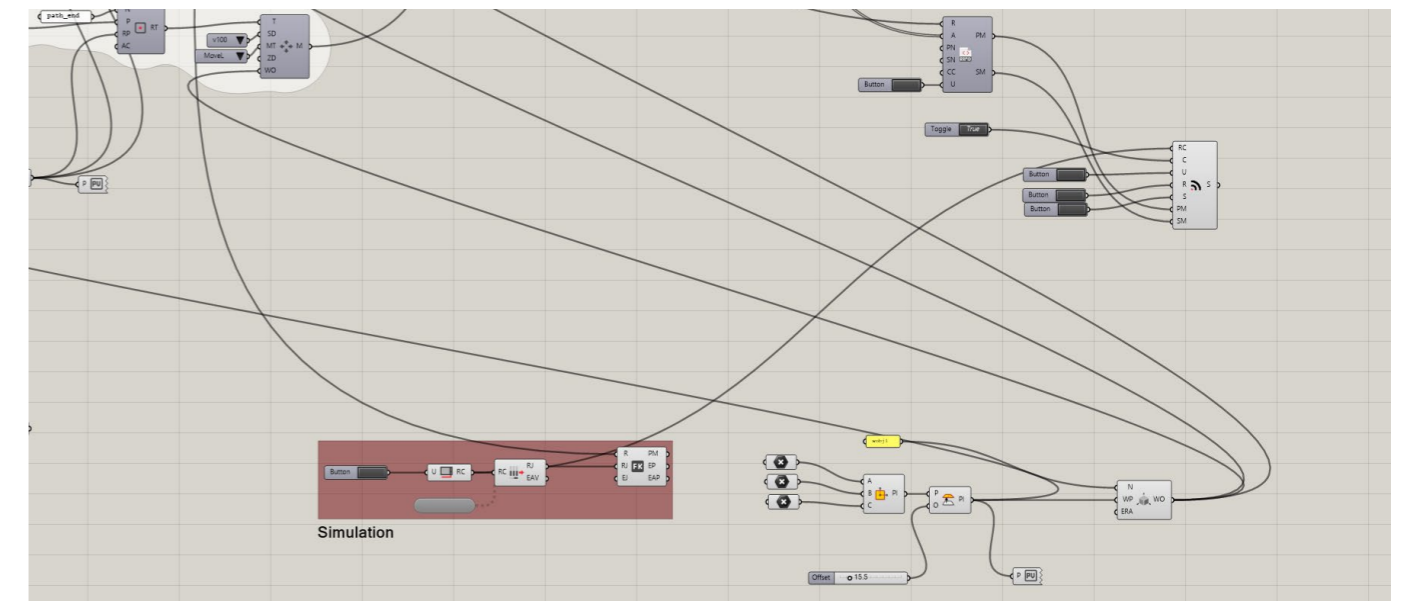 path_end
P
RP
AC
RT
v100
MoveL
T
SD
MT
ZD
WO
M
P PU
R
A
PN
SN
CC
U
PM
SM
Button
Toggle True
Button
Button
Button
RC
C
U
R
S
PM
SM
S
Button
U RC
RC
RJ
EAV
R
RJ
EJ
FK
PM
EP
EAP
Simulation
A
B
C
Pl
P
O
Pl
N
WP
ERA
WO
Offset 15.5
P PU